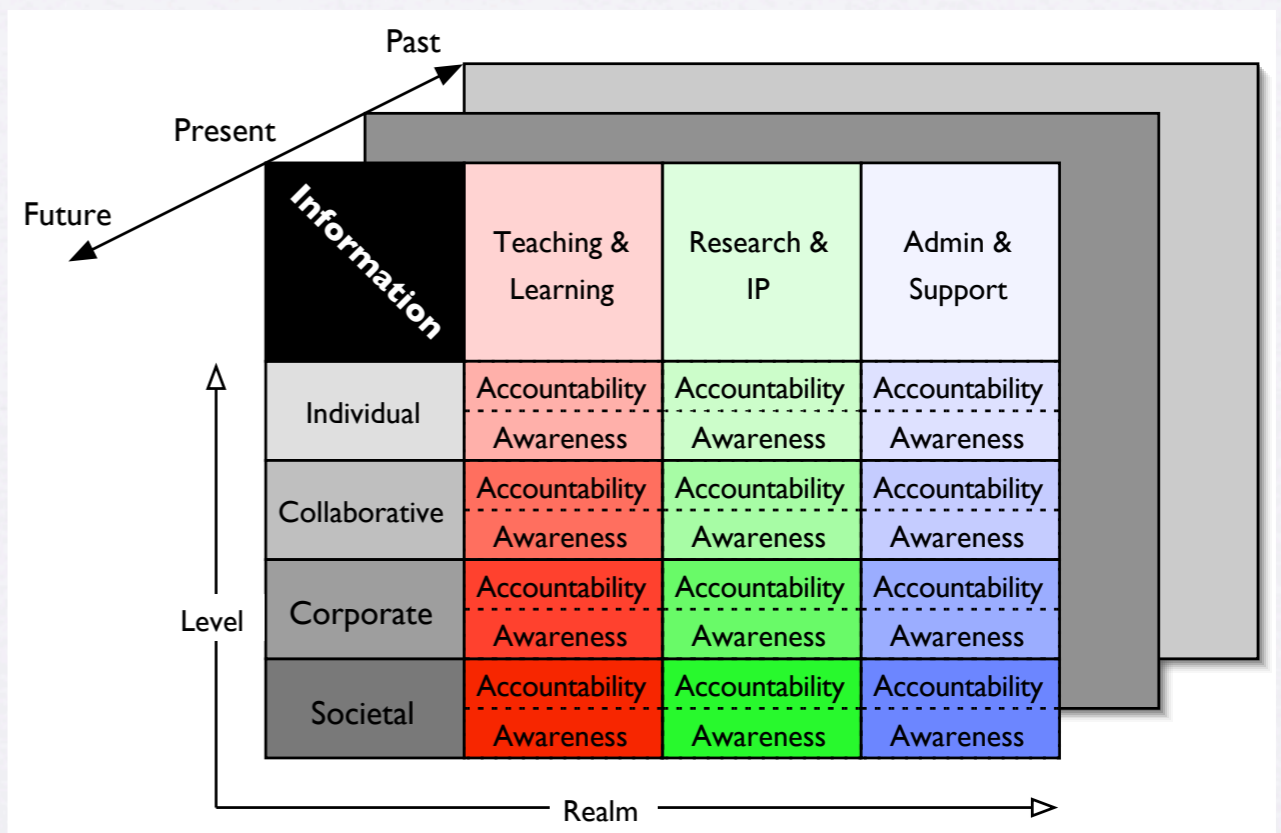 Past
Present
Future
Information
Teaching &
Learning
Research &
IP
Admin &
Support
Individual
Accountability
Awareness
Accountability
Awareness
Accountability
Awareness
Collaborative
Accountability
Awareness
Accountability
Awareness
Accountability
Awareness
Corporate
Accountability
Awareness
Accountability
Awareness
Accountability
Awareness
Societal
Accountability
Awareness
Accountability
Awareness
Accountability
Awareness
Level
Realm